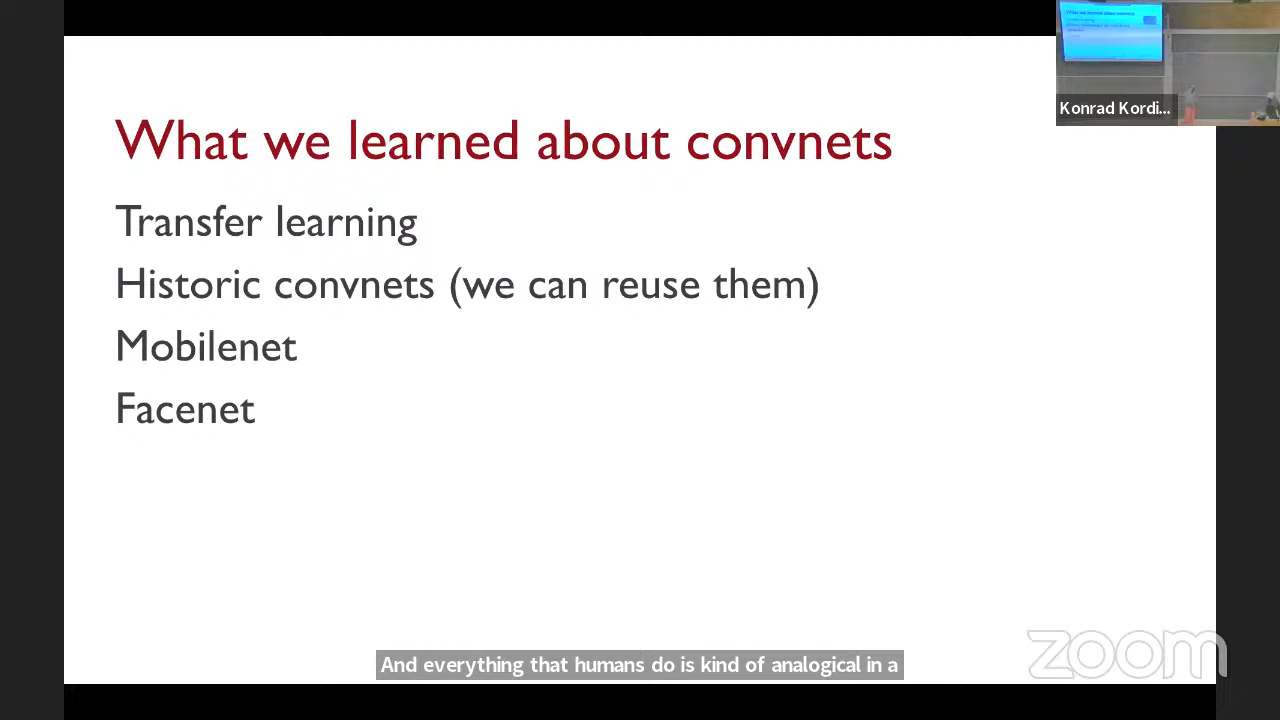 What we learned about convnets
Transfer learning
Historic convnets (we can reuse them)
Mobilenet
Facenet
Konrad Kordi...
And everything that humans do is kind of analogical in a
zoom